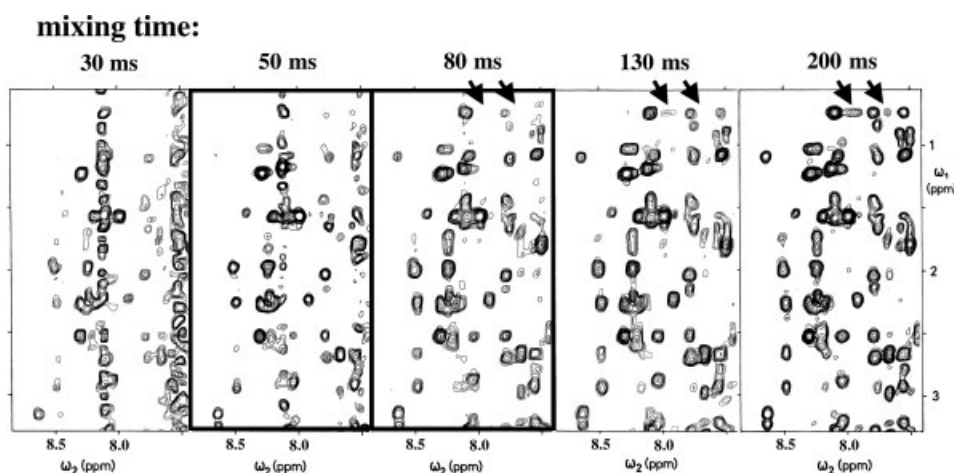 mixing time:
30 ms 50 ms 80 ms 130 ms 200 ms
1
ω₁
(ppm)
2
3
8.5 8.0 8.5 8.0 8.5 8.0 8.5 8.0 8.5 8.0
ω₂ (ppm) ω₂ (ppm) ω₂ (ppm) ω₂ (ppm) ω₂ (ppm)